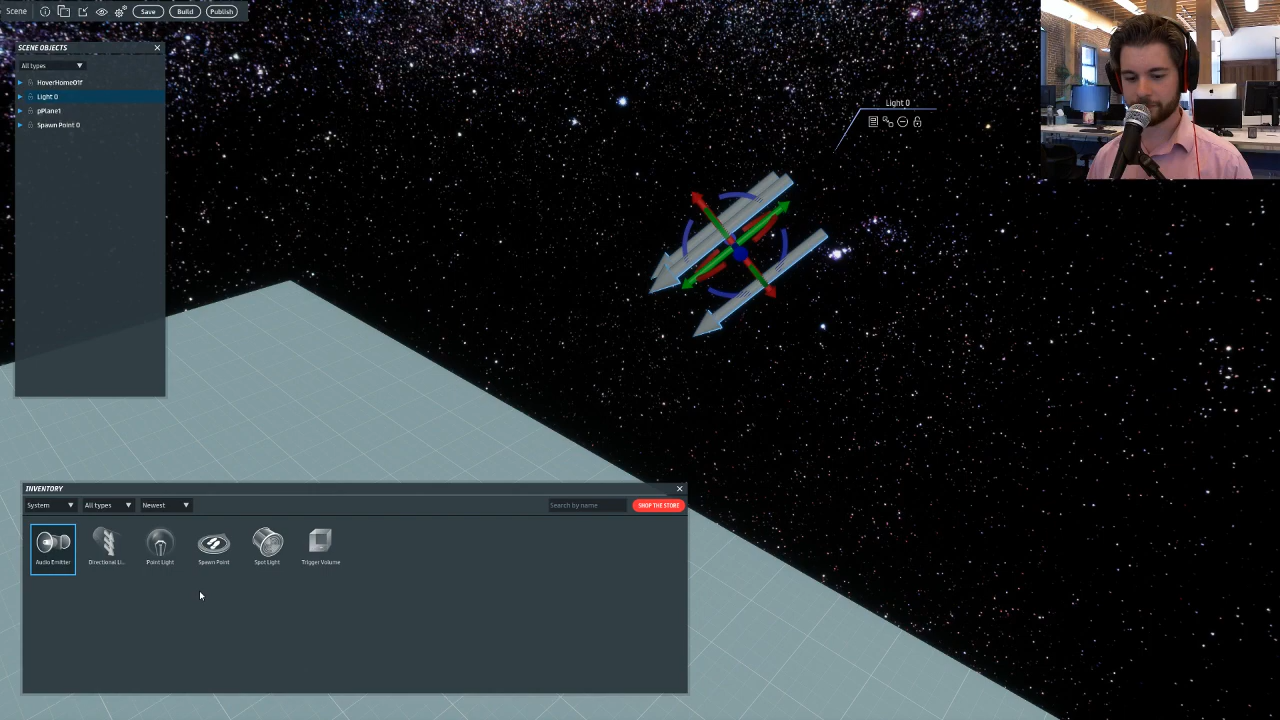 Scene Save Build Publish
SCENE OBJECTS
All types
HoverHome01f
Light 0
pPlane1
Spawn Point 0
Light 0
INVENTORY
System All types Newest Search by name SHOP THE STORE
Audio Emitter Directional Li... Point Light Spawn Point Spot Light Trigger Volume